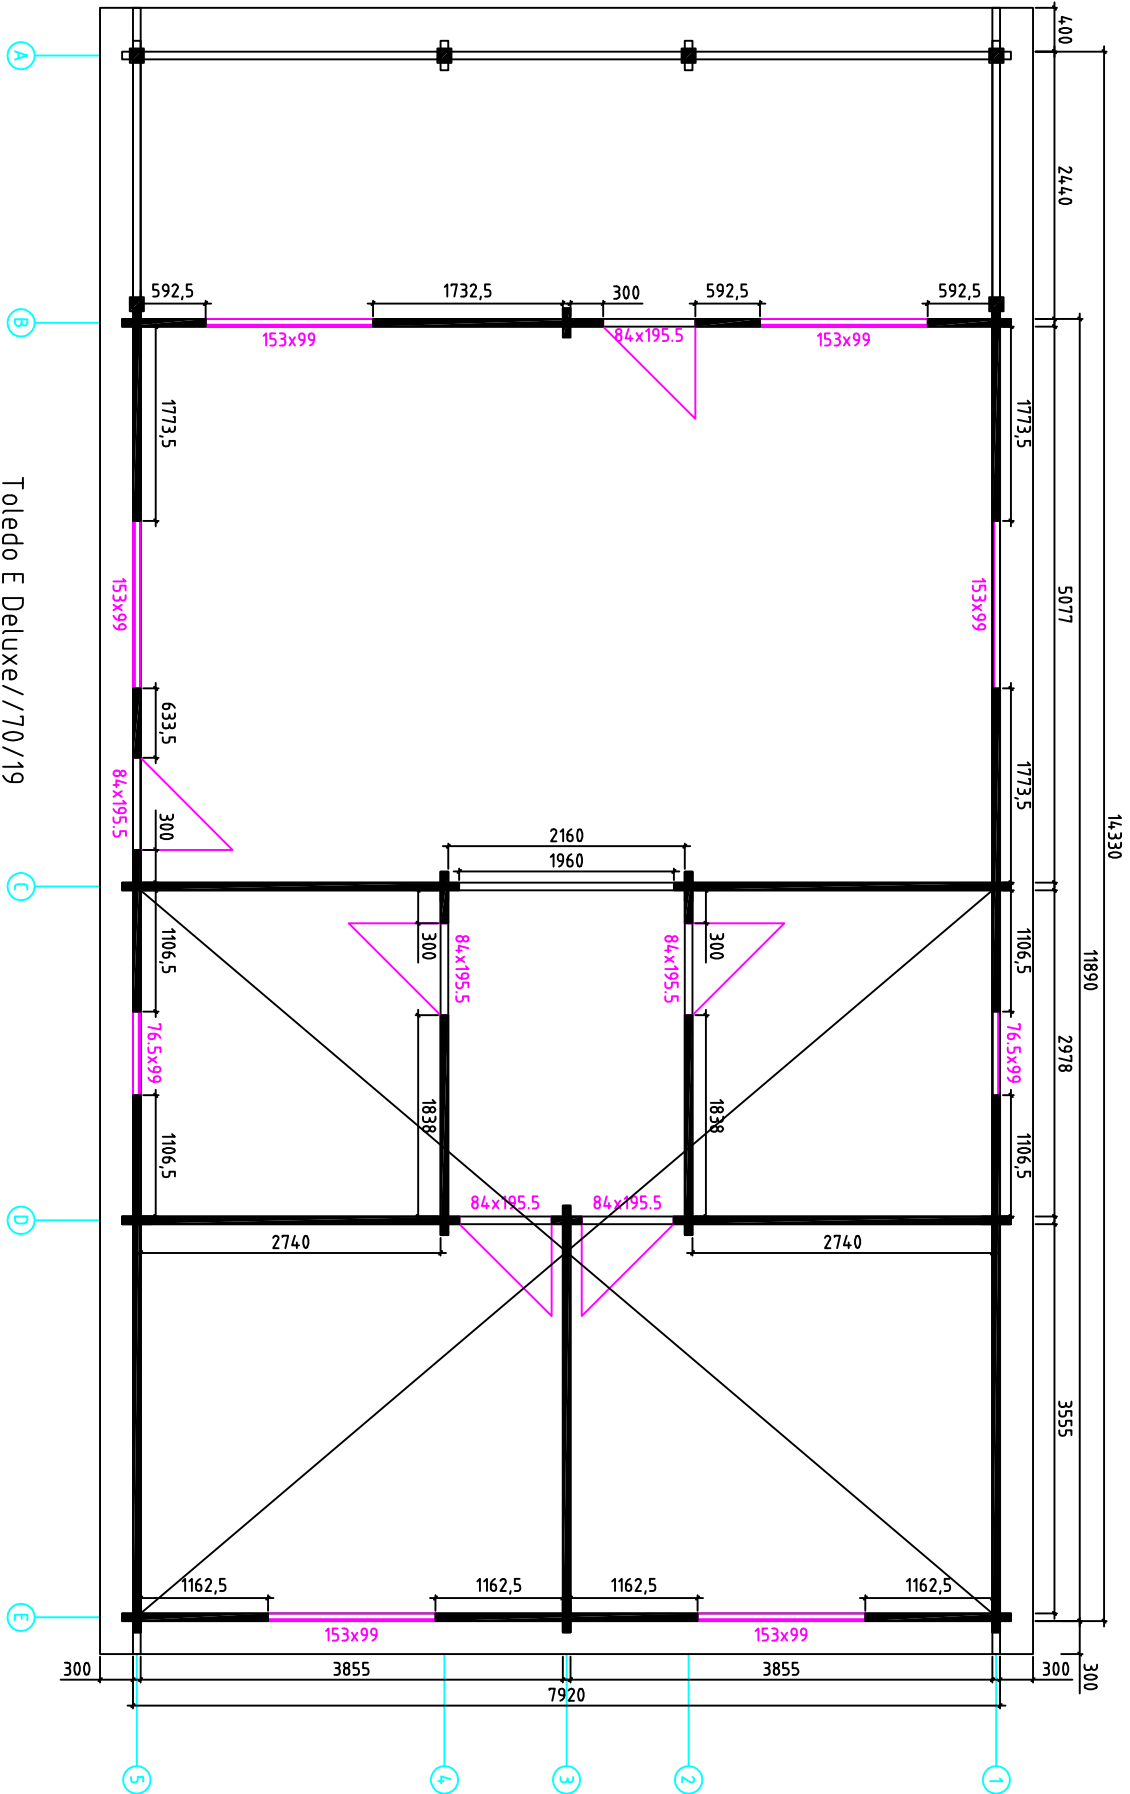 400
A
2440
592,5
1732,5
300
592,5
592,5
B
153x99
84x195.5
153x99
1773,5
1773,5
Toledo E Deluxe//70/19
153x99
153x99
5077
633,5
84x195.5
300
1773,5
14330
2160
1960
C
1106,5
300
84x195.5
84x195.5
300
1106,5
11890
76.5x99
76.5x99
2978
1838
1838
1106,5
1106,5
84x195.5
84x195.5
D
2740
2740
3555
1162,5
1162,5
1162,5
1162,5
E
153x99
153x99
300
3855
3855
300
300
7920
5
4
3
2
1